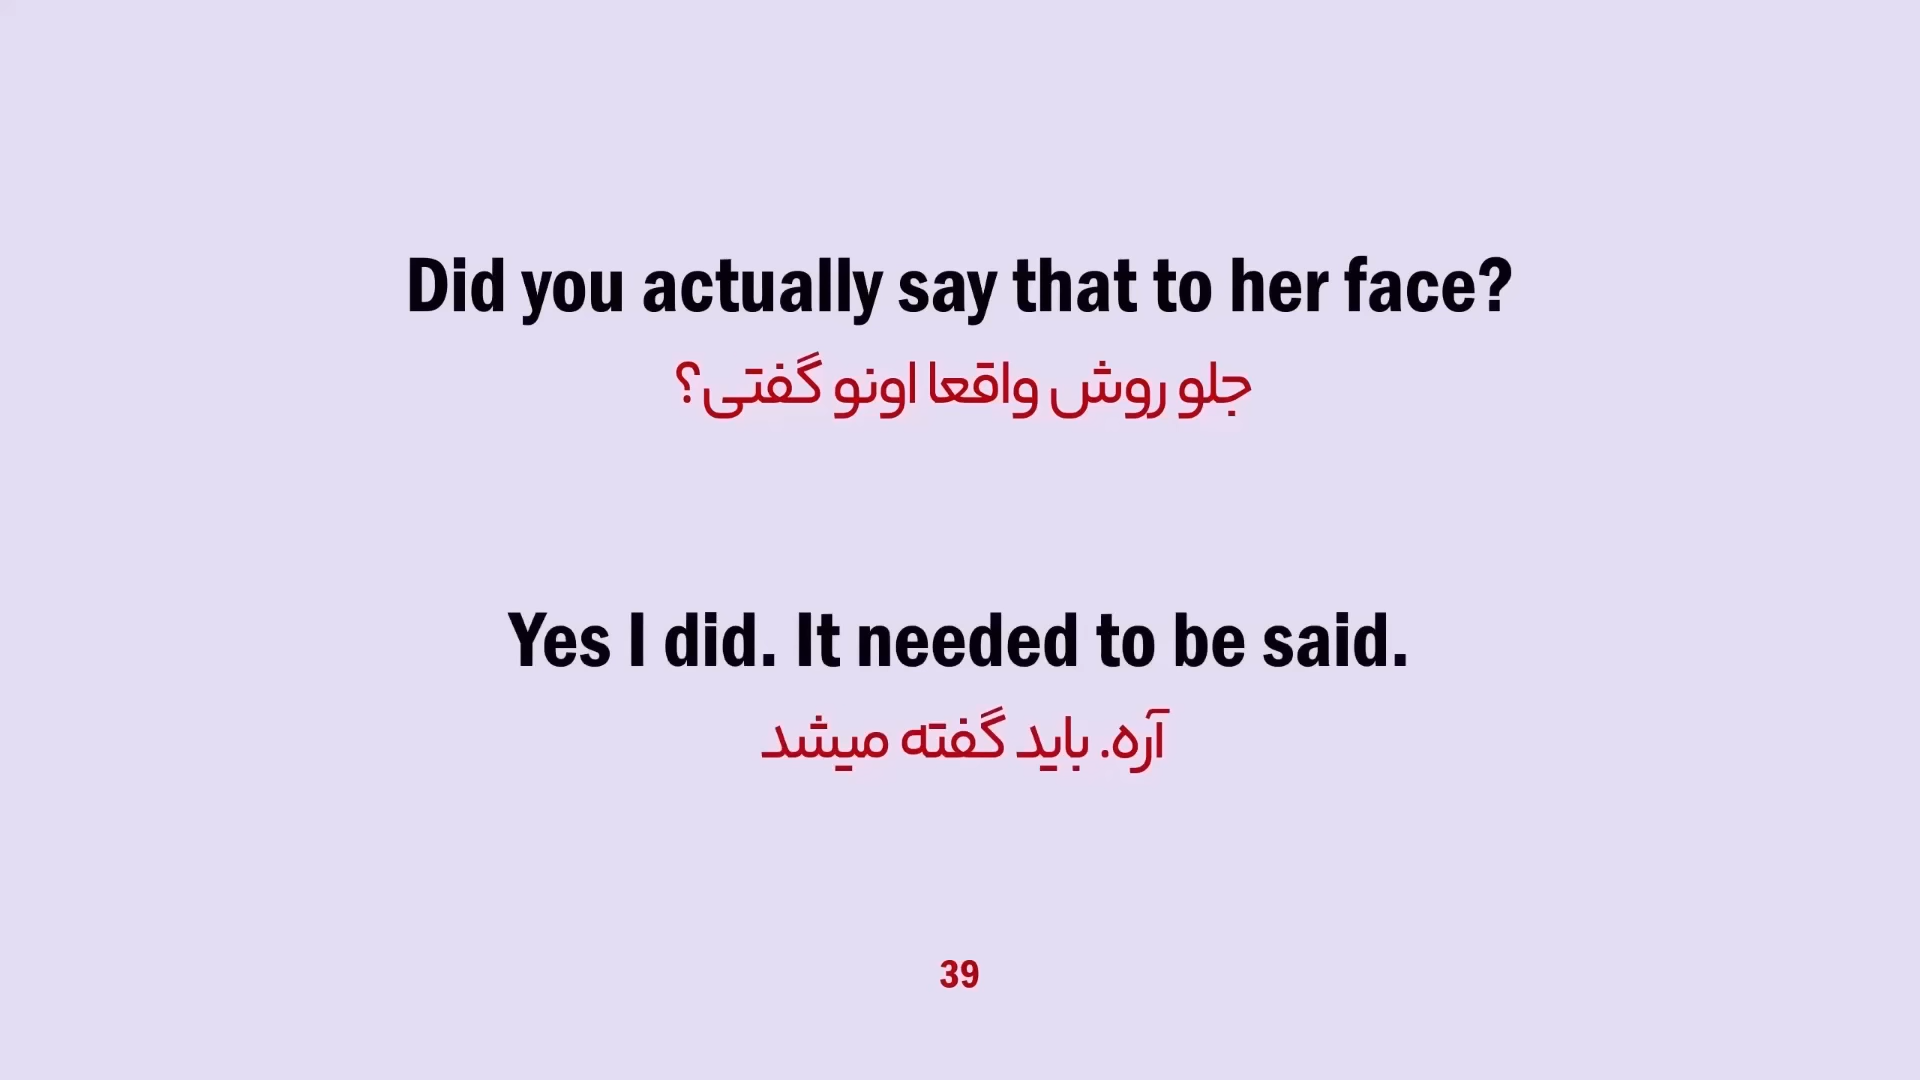 Did you actually say that to her face?
جلو روش واقعا اونو گفتی؟
Yes I did. It needed to be said.
آره. باید گفته میشد
39